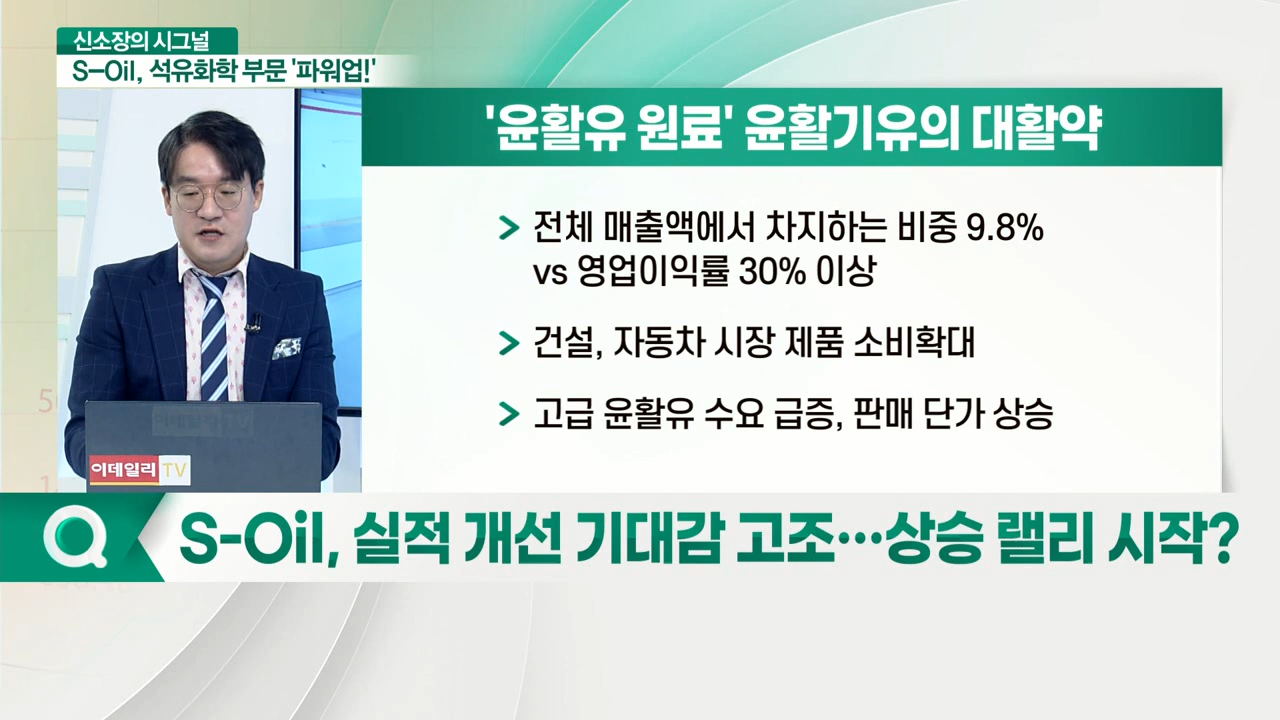 신소장의 시그널
S-Oil, 석유화학 부문 '파워업!'
'윤활유 원료' 윤활기유의 대활약
> 전체 매출액에서 차지하는 비중 9.8%
vs 영업이익률 30% 이상
> 건설, 자동차 시장 제품 소비확대
> 고급 윤활유 수요 급증, 판매 단가 상승
이데일리 TV
S-Oil, 실적 개선 기대감 고조…상승 랠리 시작?